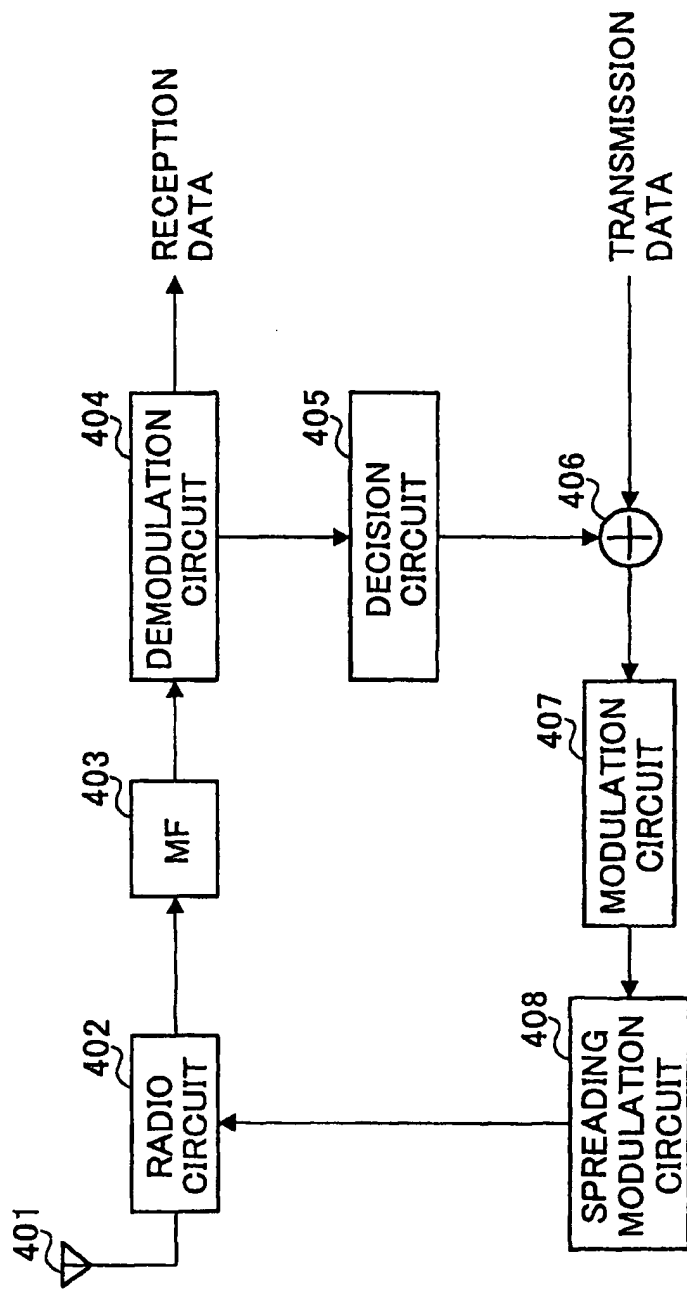 401
402
RADIO
CIRCUIT
403
MF
404
DEMODULATION
CIRCUIT
RECEPTION
DATA
405
DECISION
CIRCUIT
406
TRANSMISSION
DATA
407
MODULATION
CIRCUIT
408
SPREADING
MODULATION
CIRCUIT